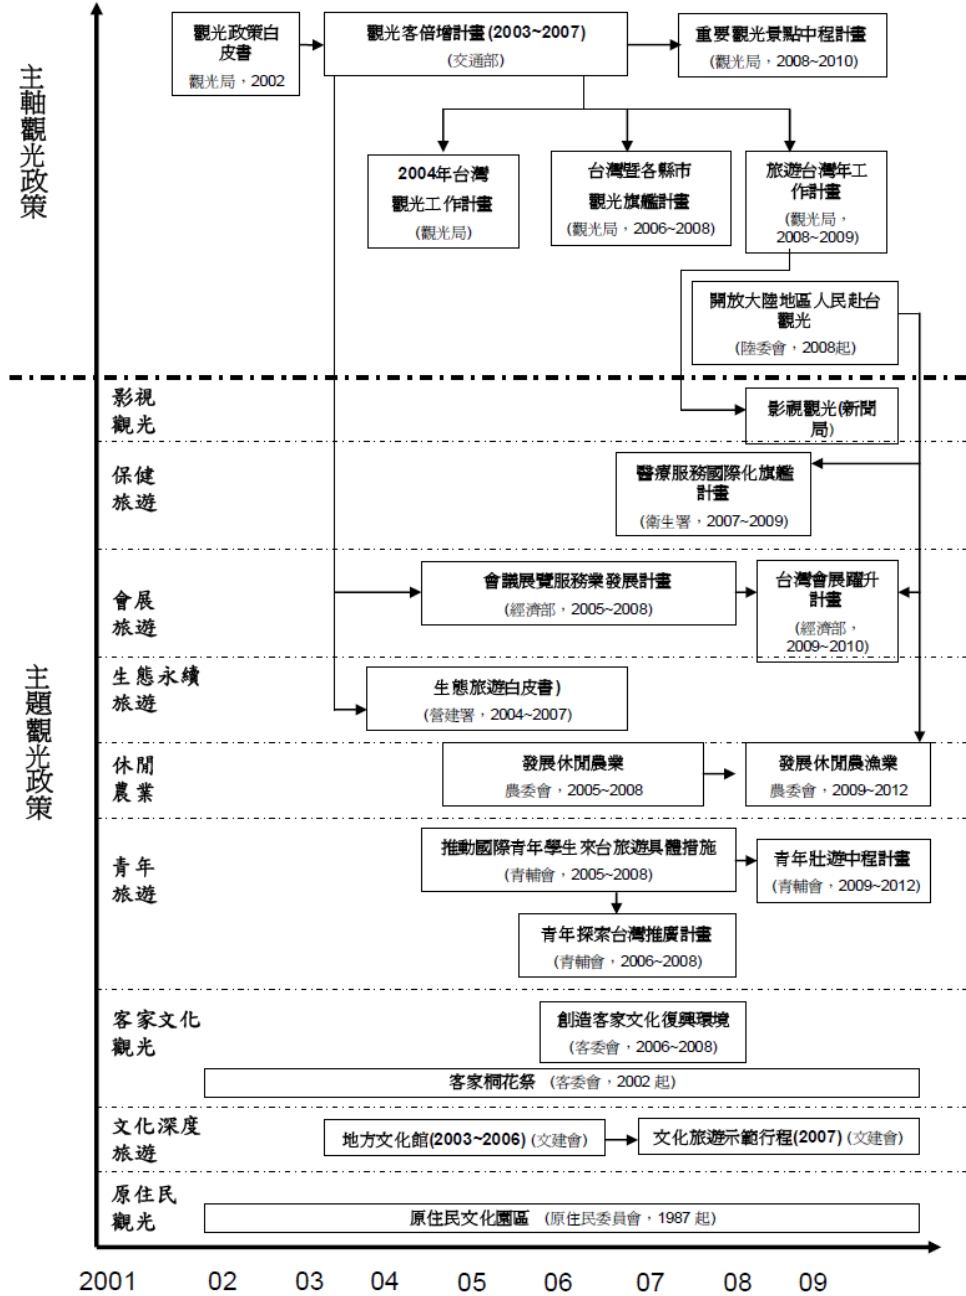 主軸觀光政策
觀光政策白
皮書
觀光局，2002
觀光客倍增計畫(2003~2007)
(交通部)
重要觀光景點中程計畫
(觀光局，2008~2010)
2004年台灣
觀光工作計畫
(觀光局)
台灣暨各縣市
觀光旗艦計畫
(觀光局，2006~2008)
旅遊台灣年工
作計畫
(觀光局，
2008~2009)
開放大陸地區人民赴台
觀光
(陸委會，2008起)
主題觀光政策
影視
觀光
影視觀光(新聞
局)
保健
旅遊
醫療服務國際化旗艦
計畫
(衛生署，2007~2009)
會展
旅遊
會議展覽服務業發展計畫
(經濟部，2005~2008)
台灣會展躍升
計畫
(經濟部，
2009~2010)
生態永續
旅遊
生態旅遊白皮書)
(營建署，2004~2007)
休閒
農業
發展休閒農業
農委會，2005~2008
發展休閒農漁業
農委會，2009~2012
青年
旅遊
推動國際青年學生來台旅遊具體措施
(青輔會，2005~2008)
青年壯遊中程計畫
(青輔會，2009~2012)
青年探索台灣推廣計畫
(青輔會，2006~2008)
客家文化
觀光
創造客家文化復興環境
(客委會，2006~2008)
客家桐花祭 (客委會，2002 起)
文化深度
旅遊
地方文化館(2003~2006) (文建會)
文化旅遊示範行程(2007) (文建會)
原住民
觀光
原住民文化園區 (原住民委員會，1987 起)
2001 02 03 04 05 06 07 08 09